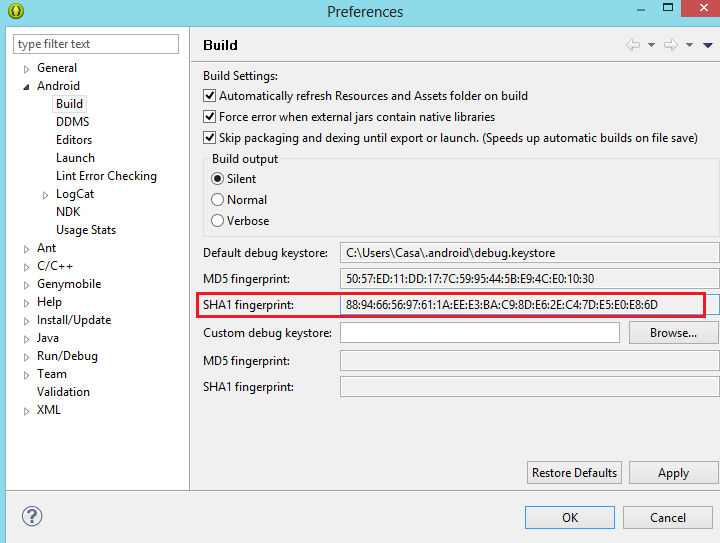 Preferences
type filter text
General
Android
Build
DDMS
Editors
Launch
Lint Error Checking
LogCat
NDK
Usage Stats
Ant
C/C++
Genymobile
Help
Install/Update
Java
Run/Debug
Team
Validation
XML
Build
Build Settings:
Automatically refresh Resources and Assets folder on build
Force error when external jars contain native libraries
Skip packaging and dexing until export or launch. (Speeds up automatic builds on file save)
Build output
Silent
Normal
Verbose
Default debug keystore: C:\Users\Casa\.android\debug.keystore
MD5 fingerprint: 50:57:ED:11:DD:17:7C:59:95:44:5B:E9:4C:E0:10:30
SHA1 fingerprint: 88:94:66:56:97:61:1A:EE:E3:BA:C9:8D:E6:2E:C4:7D:E5:E0:E8:6D
Custom debug keystore: Browse...
MD5 fingerprint:
SHA1 fingerprint:
Restore Defaults Apply
? OK Cancel